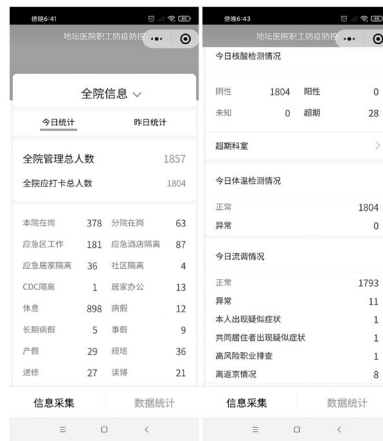 傍晚6:41
地坛医院职工防疫防控
全院信息
今日统计 昨日统计
全院管理总人数 1857
全院应打卡总人数 1804
本院在岗 378 分院在岗 63
应急区工作 181 应急酒店隔离 87
应急居家隔离 36 社区隔离 4
CDC隔离 1 居家办公 13
休息 898 病假 12
长期病假 5 事假 9
产假 29 规培 36
进修 27 读博 21
信息采集 数据统计
傍晚6:43
地坛医院职工防疫防控
今日核酸检测情况
阴性 1804 阳性 0
未知 0 超期 28
超期科室
今日体温检测情况
正常 1804
异常 0
今日流调情况
正常 1793
异常 11
本人出现疑似症状 1
共同居住者出现疑似症状 1
高风险职业排查 1
离返京情况 8
信息采集 数据统计